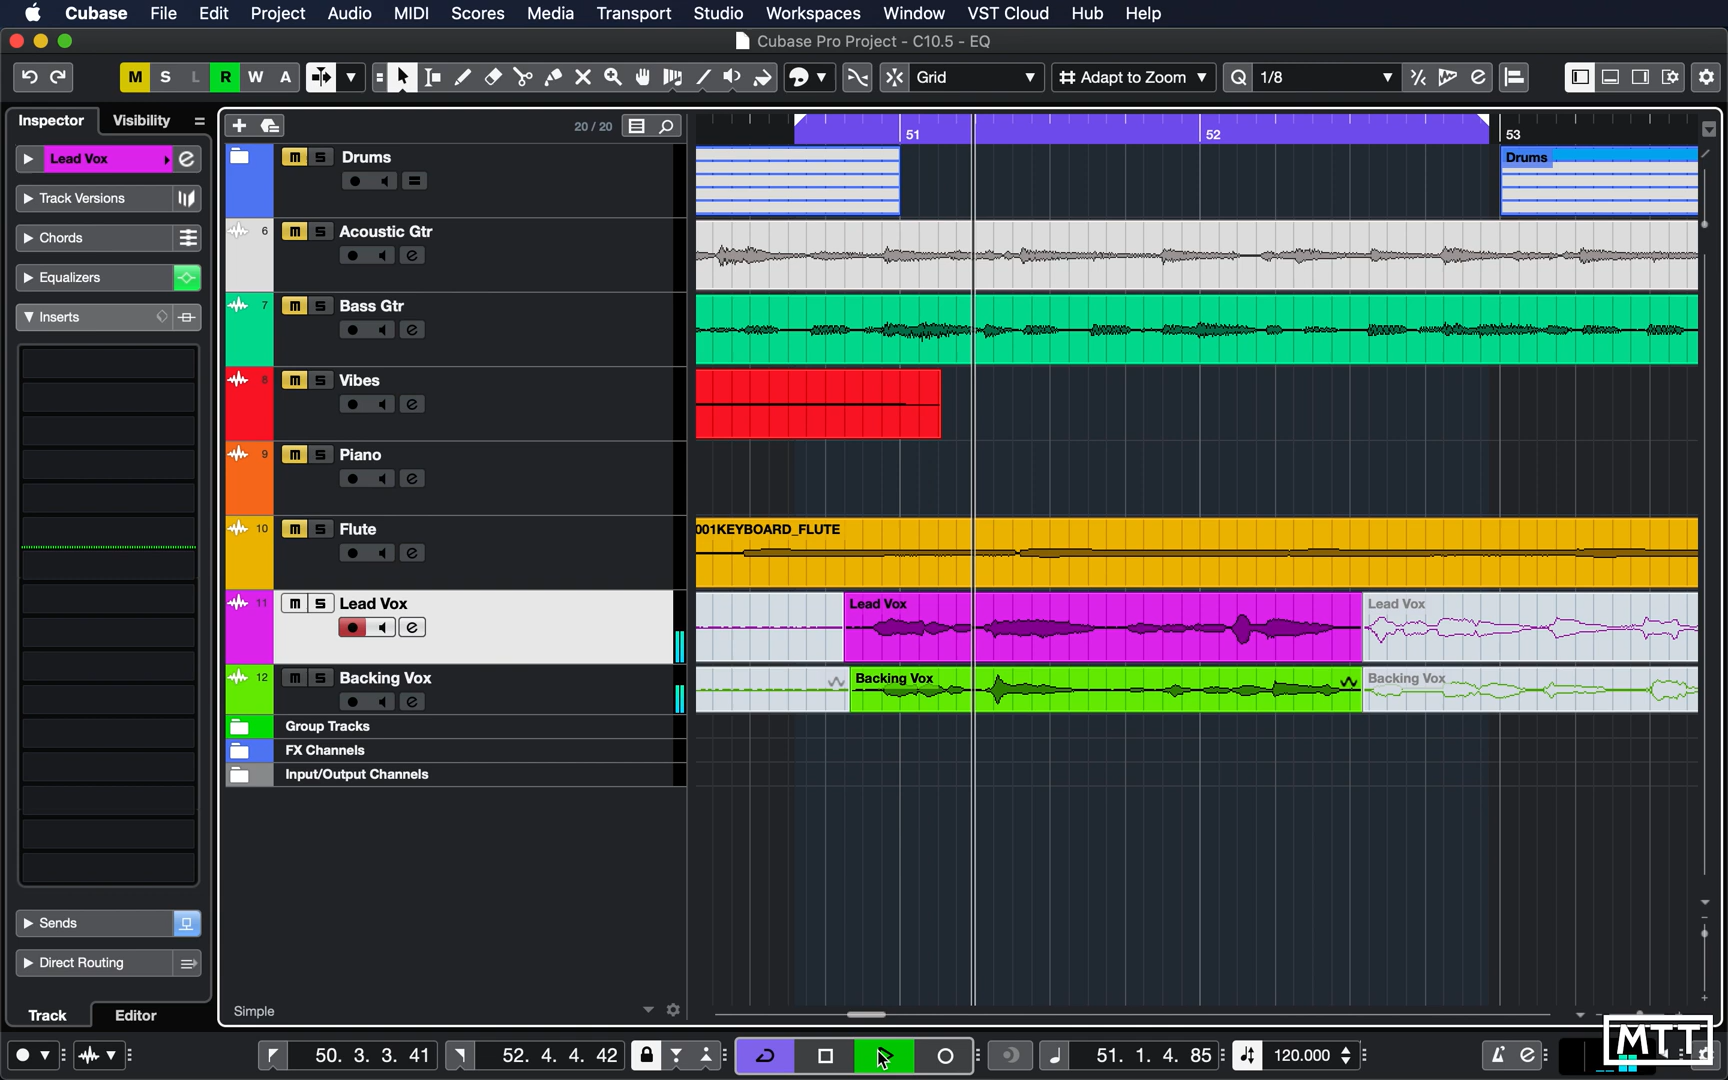 Cubase File Edit Project Audio MIDI Scores Media Transport Studio Workspaces Window VST Cloud Hub Help
Cubase Pro Project - C10.5 - EQ
M S L R W A Grid Adapt to Zoom Q 1/8
Inspector Visibility
20 / 20
51 52 53
Lead Vox
Track Versions
Chords
Equalizers
Inserts
Sends
Direct Routing
Track Editor
m S Drums
6 m S Acoustic Gtr
7 m S Bass Gtr
8 m S Vibes
9 m S Piano
10 m S Flute
11 m S Lead Vox
12 m S Backing Vox
Group Tracks
FX Channels
Input/Output Channels
Simple
Drums
001KEYBOARD_FLUTE
Lead Vox Lead Vox
Backing Vox Backing Vox
MTT
50. 3. 3. 41 52. 4. 4. 42 51. 1. 4. 85 120.000